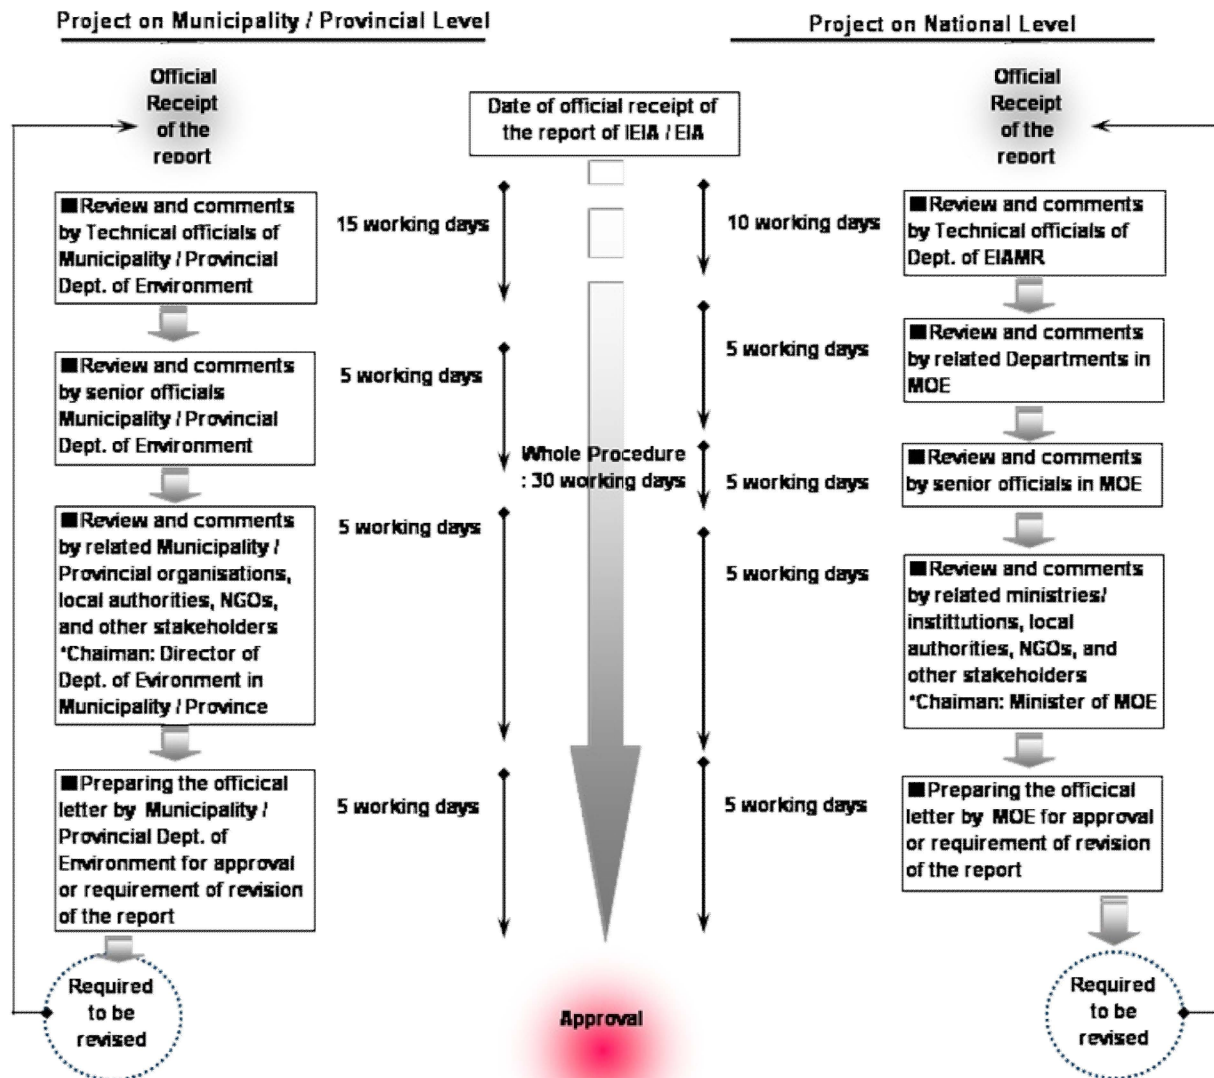 Project on Municipality / Provincial Level
Official
Receipt
of the
report
■Review and comments
by Technical officials of
Municipality / Provincial
Dept. of Environment
■Review and comments
by senior officials
Municipality / Provincial
Dept. of Environment
■Review and comments
by related Municipality /
Provincial organisations,
local authorities, NGOs,
and other stakeholders
*Chairman: Director of
Dept. of Evironment in
Municipality / Province
■Preparing the officical
letter by Municipality /
Provincial Dept. of
Environment for approval
or requirement of revision
of the report
Required
to be
revised
15 working days
5 working days
5 working days
5 working days
Date of official receipt of
the report of IEIA / EIA
Whole Procedure
: 30 working days
Approval
Project on National Level
10 working days
5 working days
5 working days
5 working days
5 working days
Official
Receipt
of the
report
■Review and comments
by Technical officials of
Dept. of EIAMR
■Review and comments
by related Departments in
MOE
■Review and comments
by senior officials in MOE
■Review and comments
by related ministries/
instittutions, local
authorities, NGOs, and
other stakeholders
*Chairman: Minister of MOE
■Preparing the officical
letter by MOE for approval
or requirement of revision
of the report
Required
to be
revised